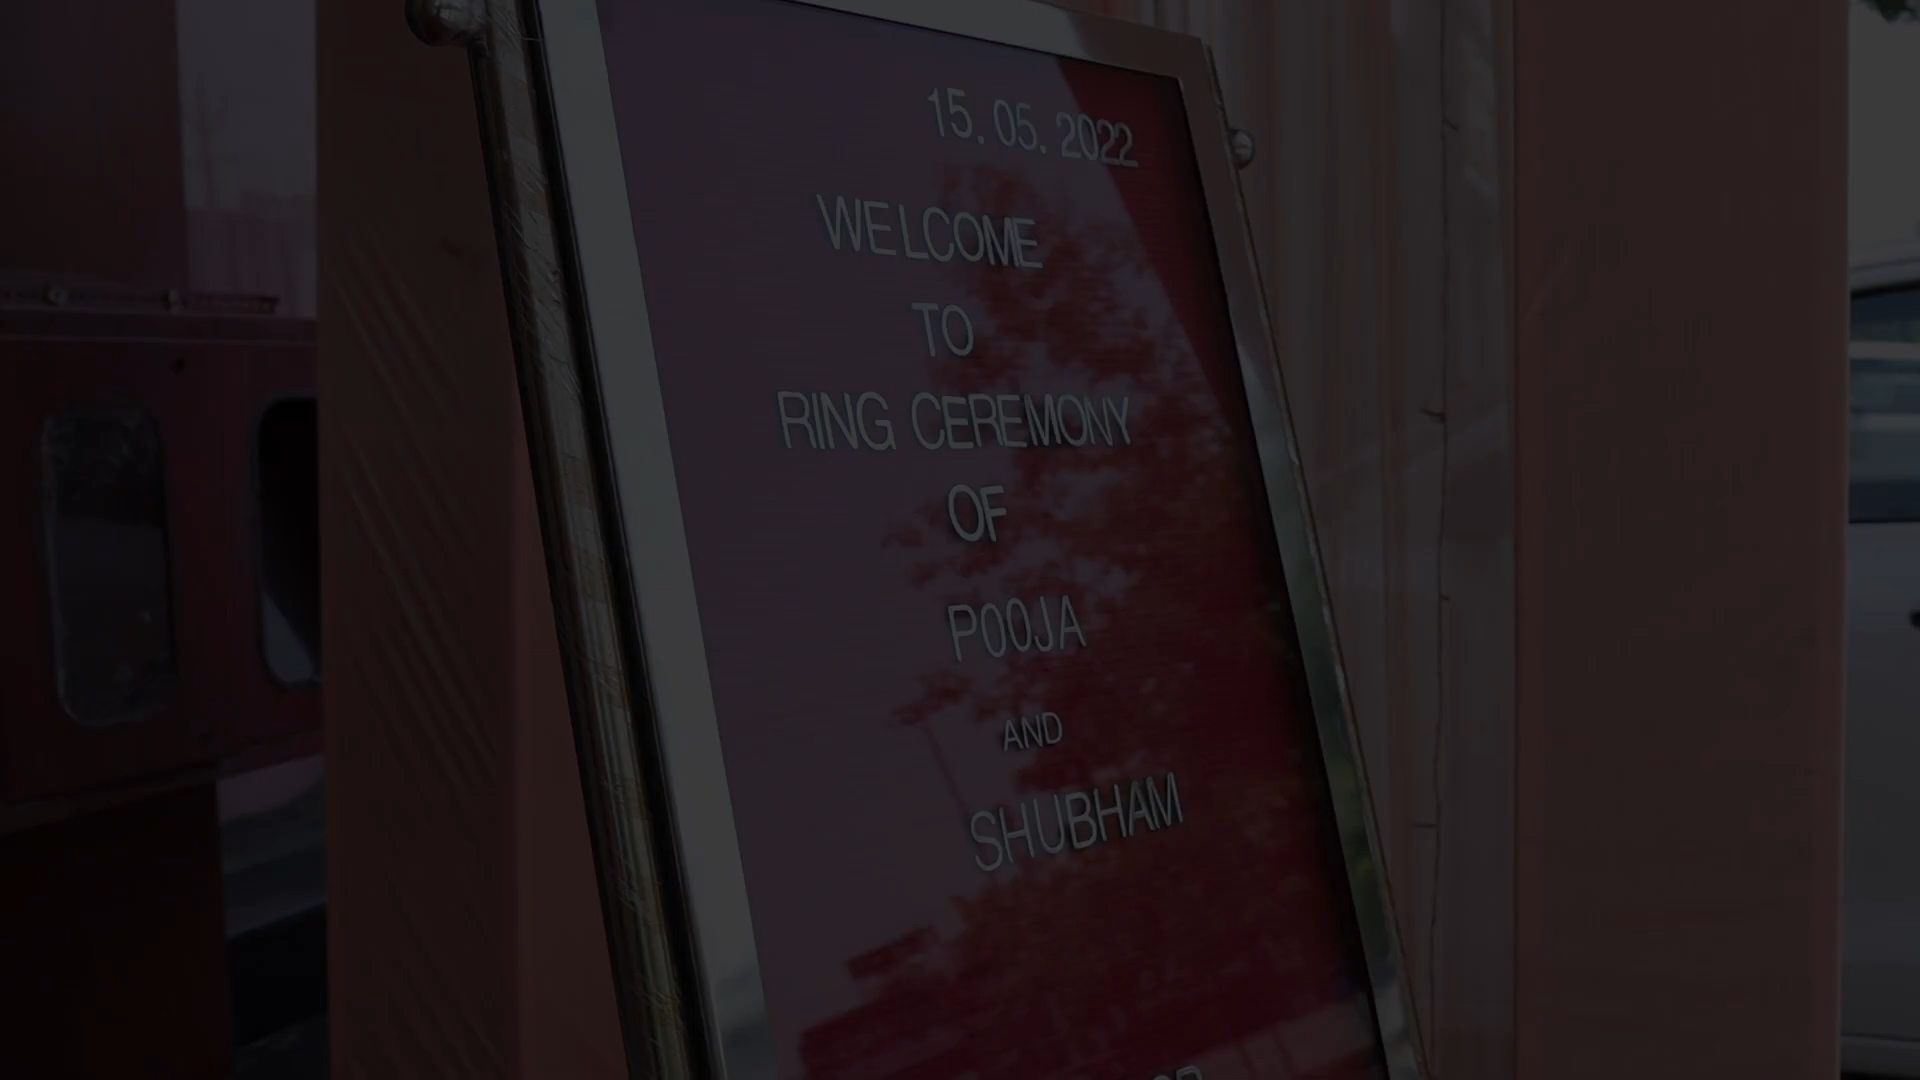 15.05.2022
WELCOME
TO
RING CEREMONY
OF
POOJA
AND
SHUBHAM